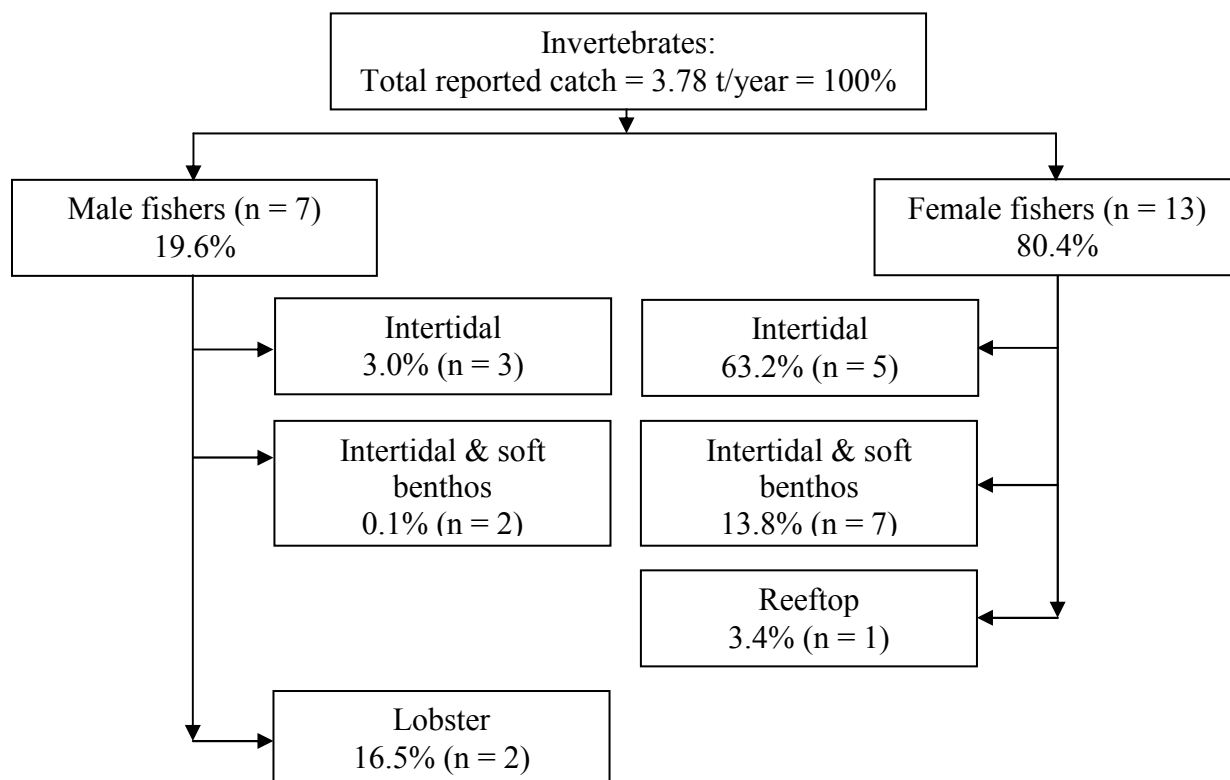 Invertebrates:
Total reported catch = 3.78 t/year = 100%
Male fishers (n = 7)
19.6%
Female fishers (n = 13)
80.4%
Intertidal
3.0% (n = 3)
Intertidal
63.2% (n = 5)
Intertidal & soft
benthos
0.1% (n = 2)
Intertidal & soft
benthos
13.8% (n = 7)
Reeftop
3.4% (n = 1)
Lobster
16.5% (n = 2)